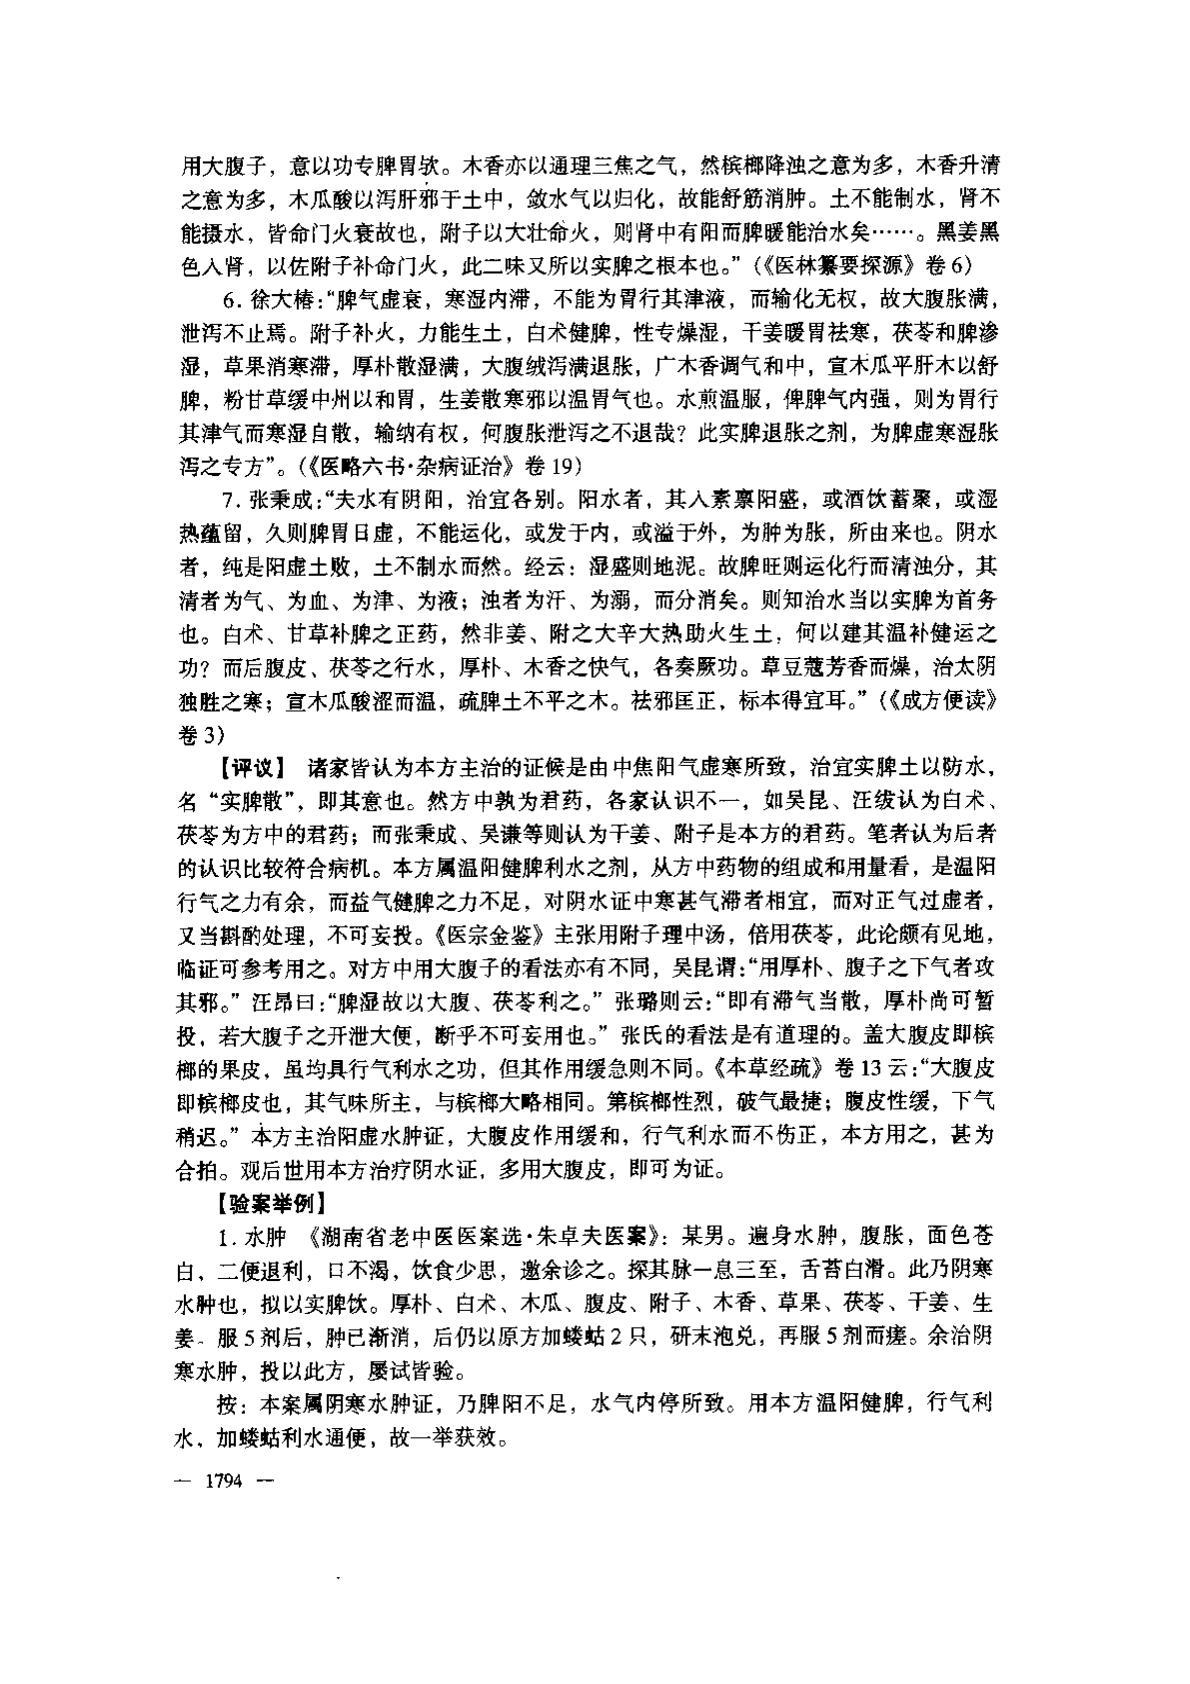 用大腹子，意以功专脾胃欤。木香亦以通理三焦之气，然槟榔降浊之意为多，木香升清
之意为多，木瓜酸以泻肝邪于土中，敛水气以归化，故能舒筋消肿。土不能制水，肾不
能摄水，皆命门火衰故也，附子以大壮命火，则肾中有阳而脾暖能治水矣……。黑姜黑
色入肾，以佐附子补命门火，此二味又所以实脾之根本也。”（《医林纂要探源》卷6）
6. 徐大椿：“脾气虚衰，寒湿内滞，不能为胃行其津液，而输化无权，故大腹胀满，
泄泻不止焉。附子补火，力能生土，白术健脾，性专燥湿，干姜暖胃祛寒，茯苓和脾渗
湿，草果消寒滞，厚朴散湿满，大腹绒泻满退胀，广木香调气和中，宣木瓜平肝木以舒
脾，粉甘草缓中州以和胃，生姜散寒邪以温胃气也。水煎温服，俾脾气内强，则为胃行
其津气而寒湿自散，输纳有权，何腹胀泄泻之不退哉？此实脾退胀之剂，为脾虚寒湿胀
泻之专方”。（《医略六书·杂病证治》卷19）
7. 张秉成：“夫水有阴阳，治宜各别。阳水者，其人素禀阳盛，或酒饮蓄聚，或湿
热蕴留，久则脾胃日虚，不能运化，或发于内，或溢于外，为肿为胀，所由来也。阴水
者，纯是阳虚土败，土不制水而然。经云：湿盛则地泥。故脾旺则运化行而清浊分，其
清者为气、为血、为津、为液；浊者为汗、为溺，而分消矣。则知治水当以实脾为首务
也。白术、甘草补脾之正药，然非姜、附之大辛大热助火生土，何以建其温补健运之
功？而后腹皮、茯苓之行水，厚朴、木香之快气，各奏厥功。草豆蔻芳香而燥，治太阴
独胜之寒；宣木瓜酸涩而温，疏脾土不平之木。祛邪匡正，标本得宜耳。”（《成方便读》
卷3）
【评议】 诸家皆认为本方主治的证候是由中焦阳气虚寒所致，治宜实脾土以防水，
名“实脾散”，即其意也。然方中孰为君药，各家认识不一，如吴昆、汪绂认为白术、
茯苓为方中的君药；而张秉成、吴谦等则认为干姜、附子是本方的君药。笔者认为后者
的认识比较符合病机。本方属温阳健脾利水之剂，从方中药物的组成和用量看，是温阳
行气之力有余，而益气健脾之力不足，对阴水证中寒甚气滞者相宜，而对正气过虚者，
又当斟酌处理，不可妄投。《医宗金鉴》主张用附子理中汤，倍用茯苓，此论颇有见地，
临证可参考用之。对方中用大腹子的看法亦有不同，吴昆谓：“用厚朴、腹子之下气者攻
其邪。”汪昂曰：“脾湿故以大腹、茯苓利之。”张璐则云：“即有滞气当散，厚朴尚可暂
投，若大腹子之开泄大便，断乎不可妄用也。”张氏的看法是有道理的。盖大腹皮即槟
榔的果皮，虽均具行气利水之功，但其作用缓急则不同。《本草经疏》卷13云：“大腹皮
即槟榔皮也，其气味所主，与槟榔大略相同。第槟榔性烈，破气最捷；腹皮性缓，下气
稍迟。”本方主治阳虚水肿证，大腹皮作用缓和，行气利水而不伤正，本方用之，甚为
合拍。观后世用本方治疗阴水证，多用大腹皮，即可为证。
【验案举例】
1. 水肿 《湖南省老中医医案选·朱卓夫医案》：某男。遍身水肿，腹胀，面色苍
白，二便退利，口不渴，饮食少思，邀余诊之。探其脉一息三至，舌苔白滑。此乃阴寒
水肿也，拟以实脾饮。厚朴、白术、木瓜、腹皮、附子、木香、草果、茯苓、干姜、生
姜。服5剂后，肿已渐消，后仍以原方加蝼蛄2只，研末泡兑，再服5剂而瘥。余治阴
寒水肿，投以此方，屡试皆验。
按：本案属阴寒水肿证，乃脾阳不足，水气内停所致。用本方温阳健脾，行气利
水，加蝼蛄利水通便，故一举获效。
— 1794 —